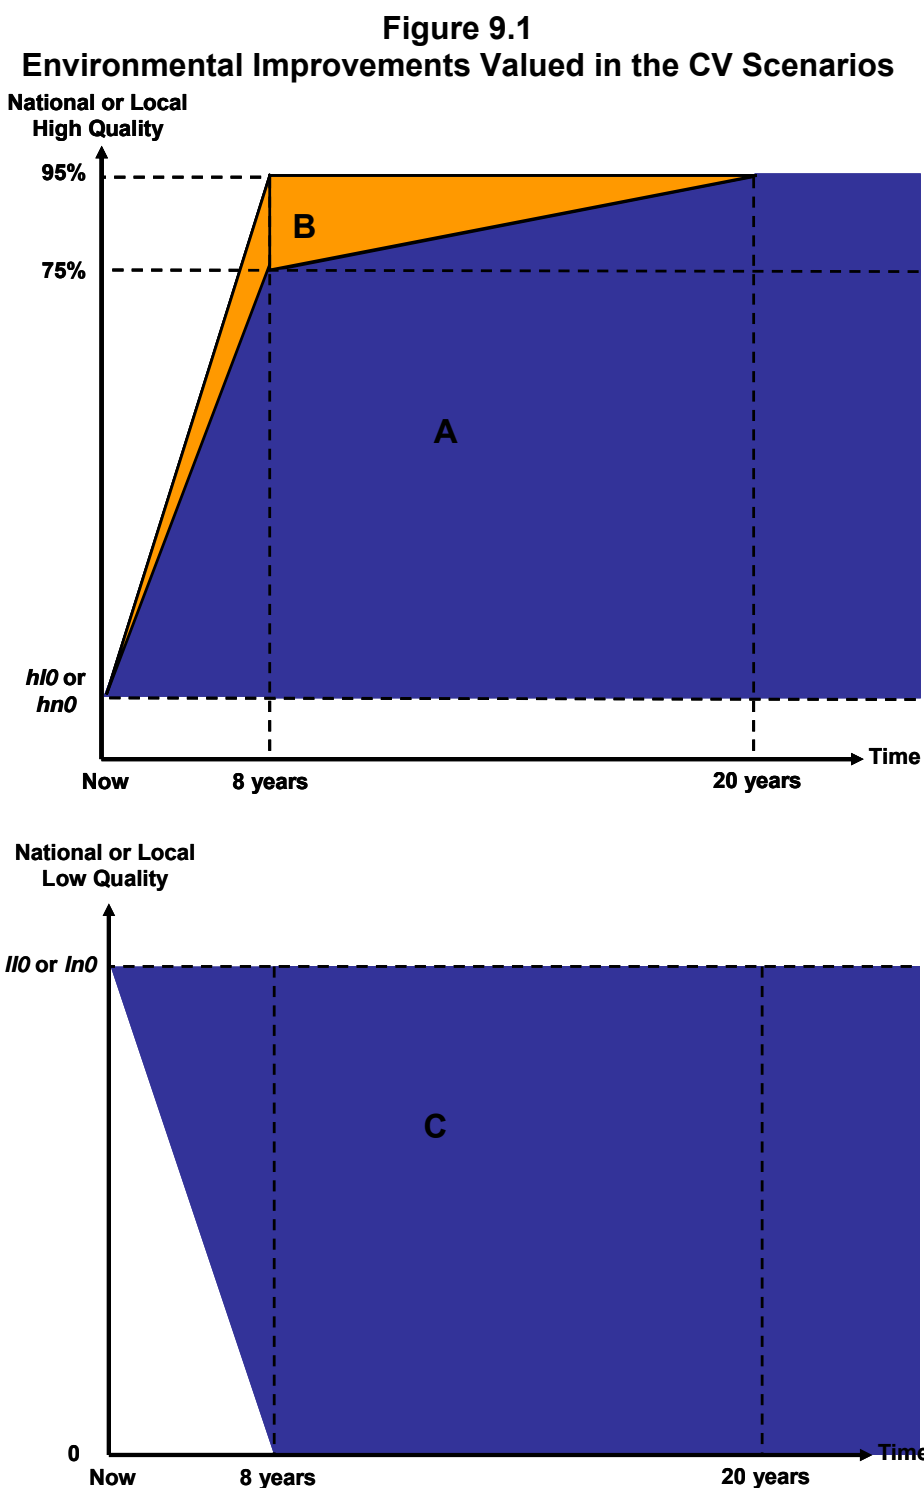 Figure 9.1
Environmental Improvements Valued in the CV Scenarios
National or Local
High Quality
95%
B
75%
A
hl0 or
hn0
Time
Now
8 years
20 years
National or Local
Low Quality
ll0 or ln0
C
0
Time
Now
8 years
20 years